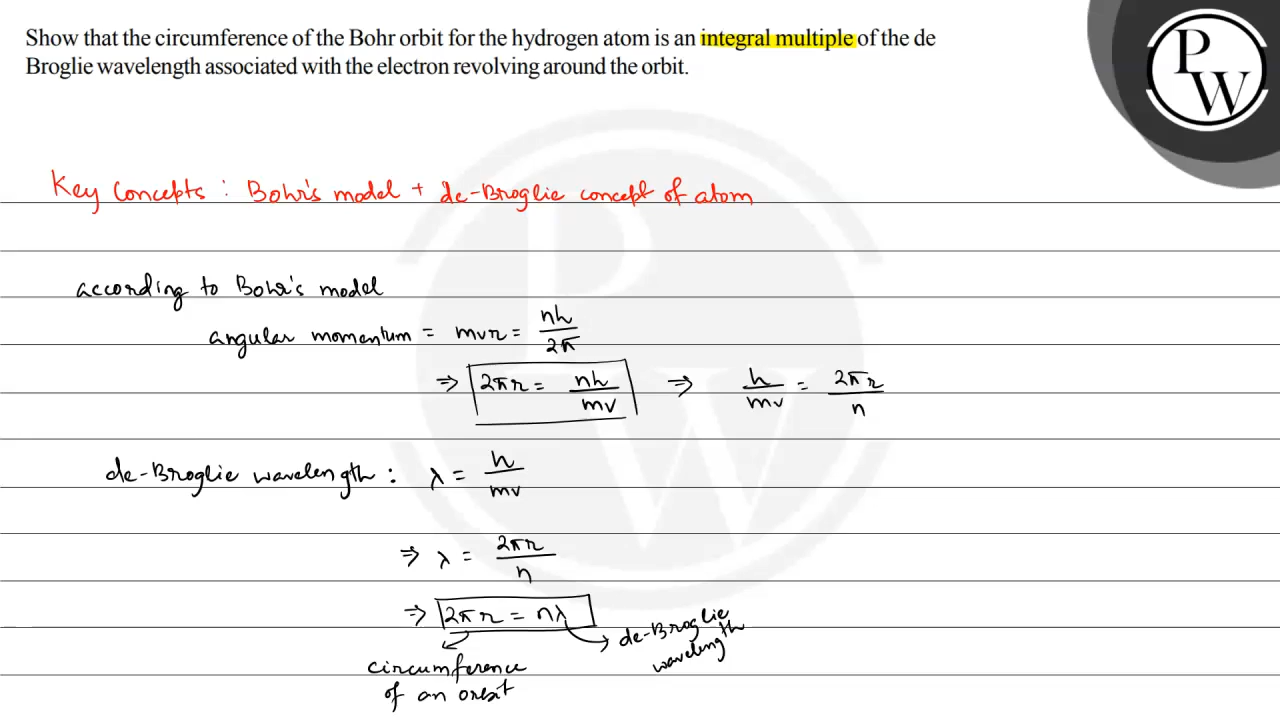 Show that the circumference of the Bohr orbit for the hydrogen atom is an integral multiple of the de
Broglie wavelength associated with the electron revolving around the orbit.
PW
Key Concepts : Bohr's model + de-Broglie concept of atom
according to Bohr's model
angular momentum = mvr = nh/2π
⇒ 2πr = nh/mv ⇒ h/mv = 2πr/n
de-Broglie wavelength : λ = h/mv
⇒ λ = 2πr/n
⇒ 2πr = nλ
→ de-Broglie wavelength
circumference
of an orbit